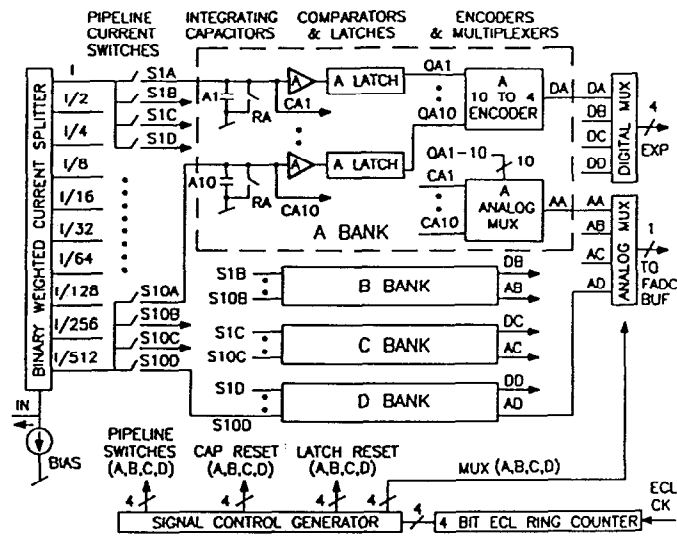 PIPELINE
CURRENT
SWITCHES
INTEGRATING
CAPACITORS
COMPARATORS
& LATCHES
ENCODERS
& MULTIPLEXERS
BINARY WEIGHTED CURRENT SPLITTER
I
I/2
I/4
I/8
I/16
I/32
I/64
I/128
I/256
I/512
S1A
S1B
S1C
S1D
S10A
S10B
S10C
S10D
A1
RA
A
CA1
A LATCH
QA1
QA10
A
10 TO 4
ENCODER
DA
A10
RA
A
CA10
A LATCH
QA1-10
10
CA1
CA10
A
ANALOG
MUX
AA
A BANK
DA
DB
DC
DD
DIGITAL MUX
4
EXP
AA
AB
AC
AD
ANALOG MUX
1
TO
FADC
BUF
S1B
S10B
B BANK
DB
AB
S1C
S10C
C BANK
DC
AC
S1D
S10D
D BANK
DD
AD
IN
BIAS
PIPELINE
SWITCHES
(A,B,C,D)
CAP RESET
(A,B,C,D)
LATCH RESET
(A,B,C,D)
MUX (A,B,C,D)
4
4
4
4
SIGNAL CONTROL GENERATOR
4
4 BIT ECL RING COUNTER
ECL
CK